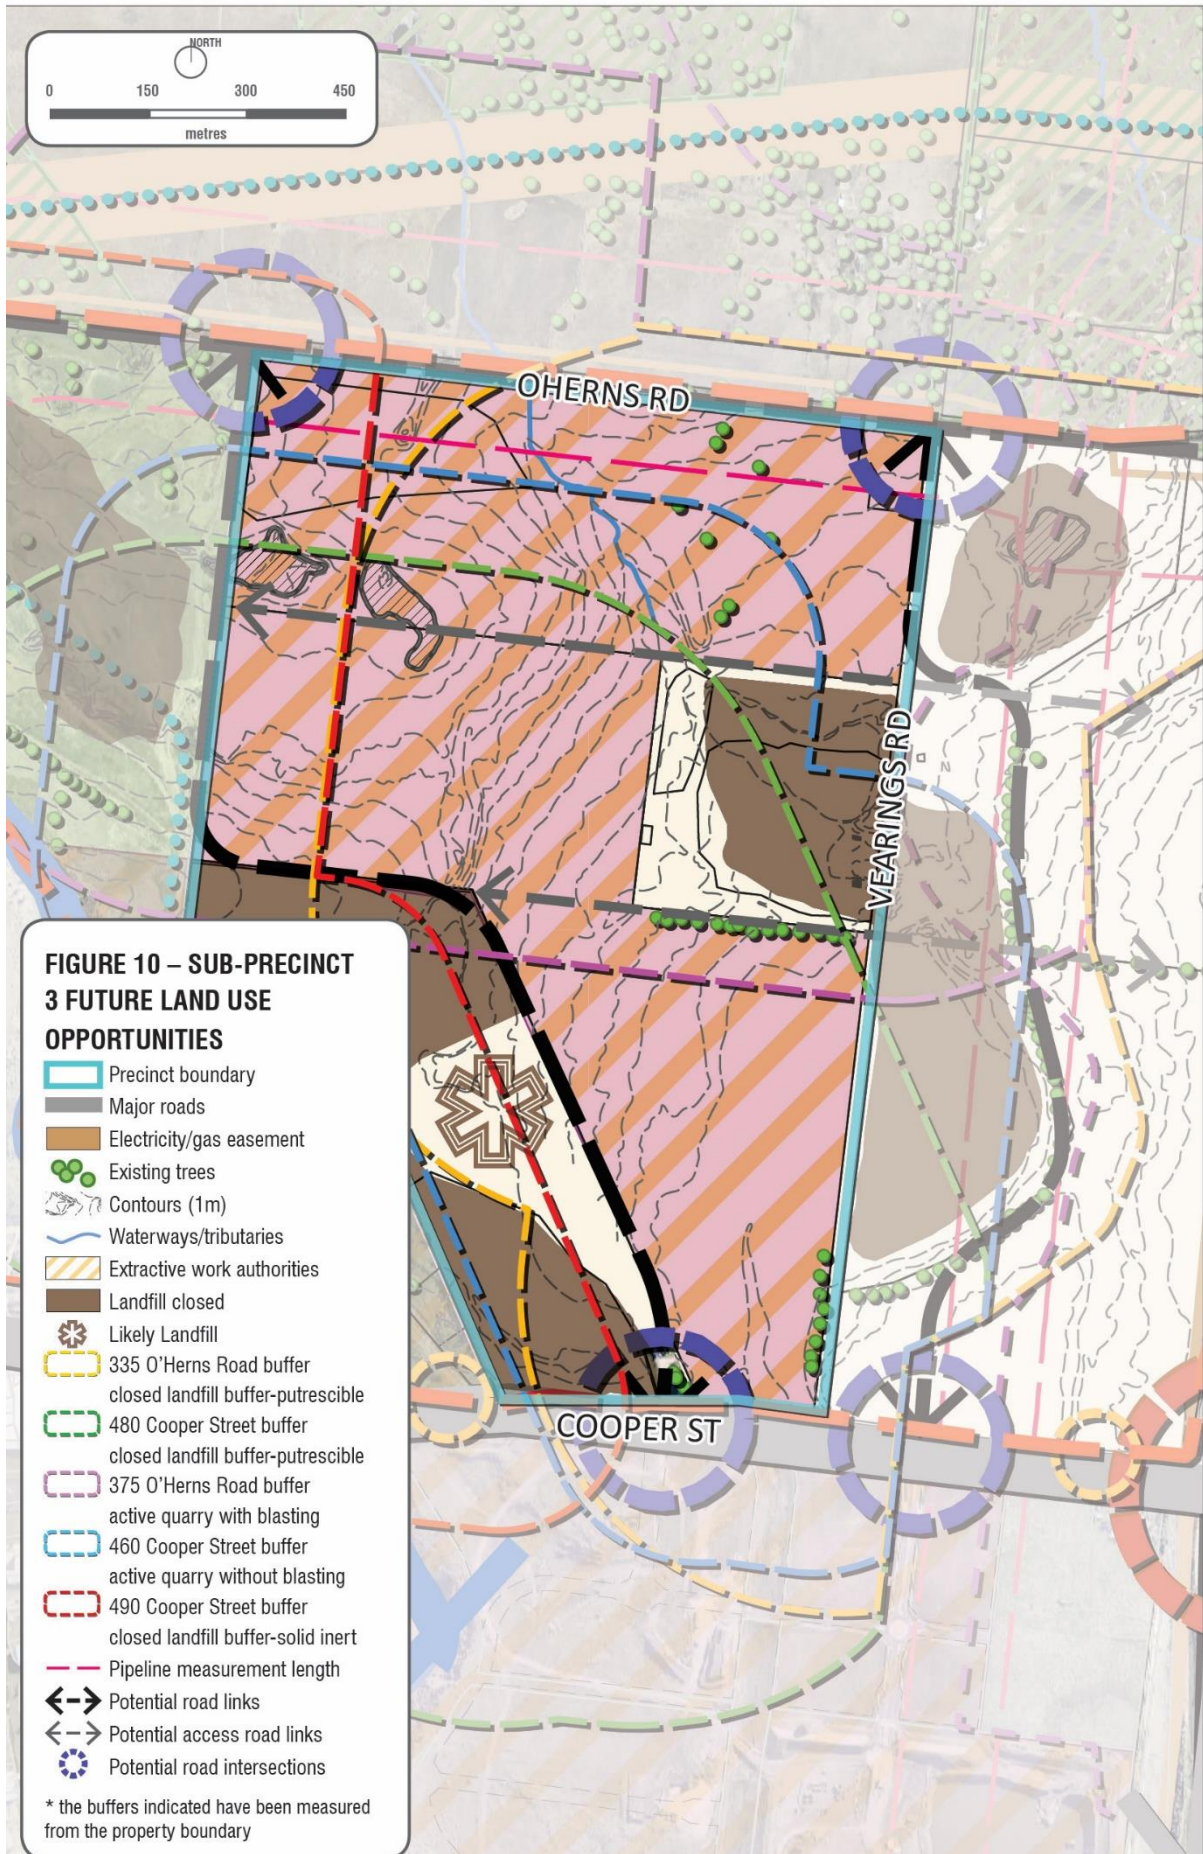 NORTH
0 150 300 450
metres
OHERNS RD
VEARINGS RD
COOPER ST
FIGURE 10 – SUB-PRECINCT
3 FUTURE LAND USE
OPPORTUNITIES
Precinct boundary
Major roads
Electricity/gas easement
Existing trees
Contours (1m)
Waterways/tributaries
Extractive work authorities
Landfill closed
Likely Landfill
335 O'Herns Road buffer
closed landfill buffer-putrescible
480 Cooper Street buffer
closed landfill buffer-putrescible
375 O'Herns Road buffer
active quarry with blasting
460 Cooper Street buffer
active quarry without blasting
490 Cooper Street buffer
closed landfill buffer-solid inert
Pipeline measurement length
Potential road links
Potential access road links
Potential road intersections
* the buffers indicated have been measured
from the property boundary